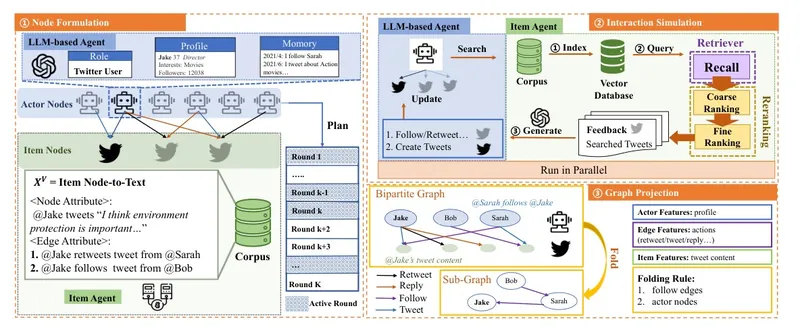 ① Node Formulation
LLM-based Agent
Role
Twitter User
Profile
Jake 37 Director
Interests: Movies
Followers: 12038
Momory
2021/4: I follow Sarah
2021/6: I tweet about Action
movies…
Actor Nodes
Plan
Item Nodes
Xⱽ = Item Node-to-Text
<Node Attribute>:
@Jake tweets “I think environment
protection is important…”
<Edge Attribute>:
1. @Jake retweets tweet from @Sarah
2. @Jake follows tweet from @Bob
Item Agent
Corpus
Round 1
…..
Round k-1
Round k
Round k+2
Round k+3
...
Round K
Active Round
LLM-based Agent
Search
Update
1. Follow/Retweet…
2. Create Tweets
Item Agent
② Interaction Simulation
Corpus
① Index
Vector
Database
② Query
Retriever
Recall
Coarse
Ranking
Fine
Ranking
Reranking
③ Generate
Feedback
Searched Tweets
Run in Parallel
Bipartite Graph
@Sarah follows @Jake
Jake
Bob
Sarah
@Jake's tweet content
Retweet
Reply
Follow
Tweet
Fold
Sub-Graph
Bob
Jake
Sarah
③ Graph Projection
Actor Features: profile
Edge Features: actions
(retweet/tweet/reply…)
Item Features: tweet content
Folding Rule:
1. follow edges
2. actor nodes